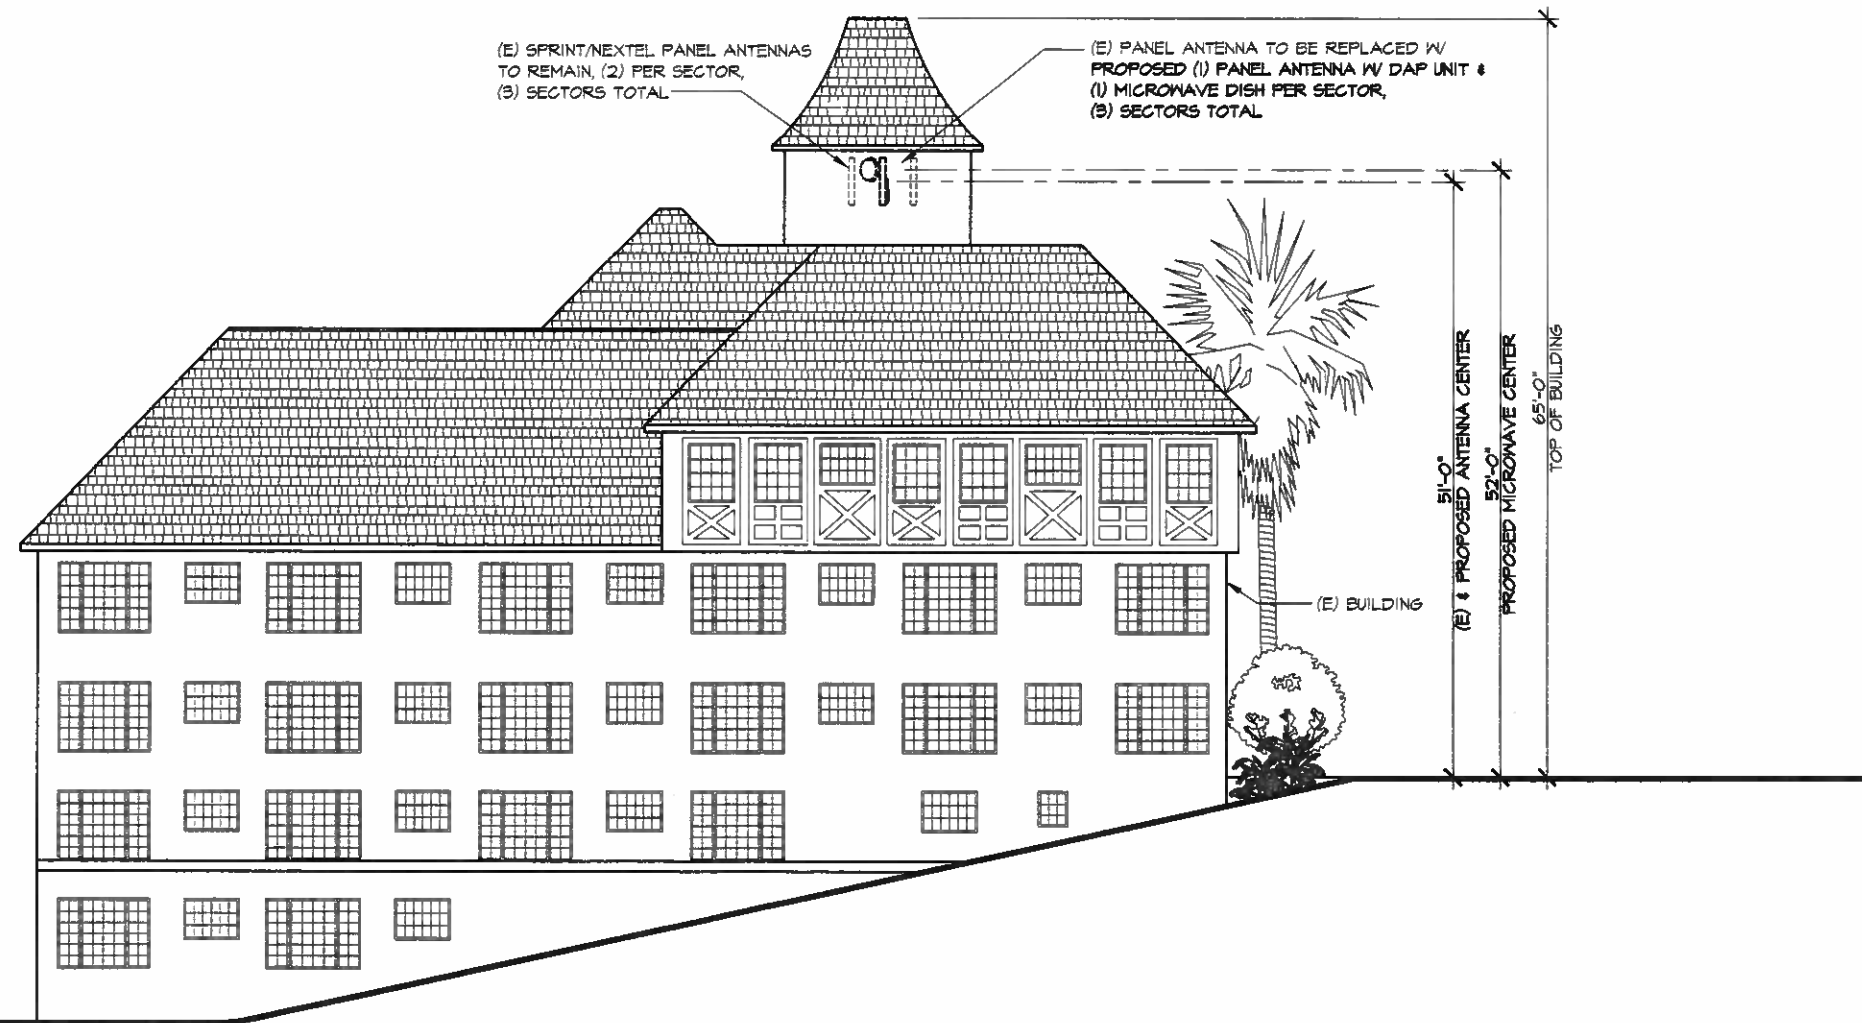 (E) SPRINT/NEXTEL PANEL ANTENNAS
TO REMAIN, (2) PER SECTOR,
(3) SECTORS TOTAL
(E) PANEL ANTENNA TO BE REPLACED W/
PROPOSED (1) PANEL ANTENNA W/ DAP UNIT &
(1) MICROWAVE DISH PER SECTOR,
(3) SECTORS TOTAL
51'-0"
(E) & PROPOSED ANTENNA CENTER
52'-0"
PROPOSED MICROWAVE CENTER
65'-0"
TOP OF BUILDING
(E) BUILDING